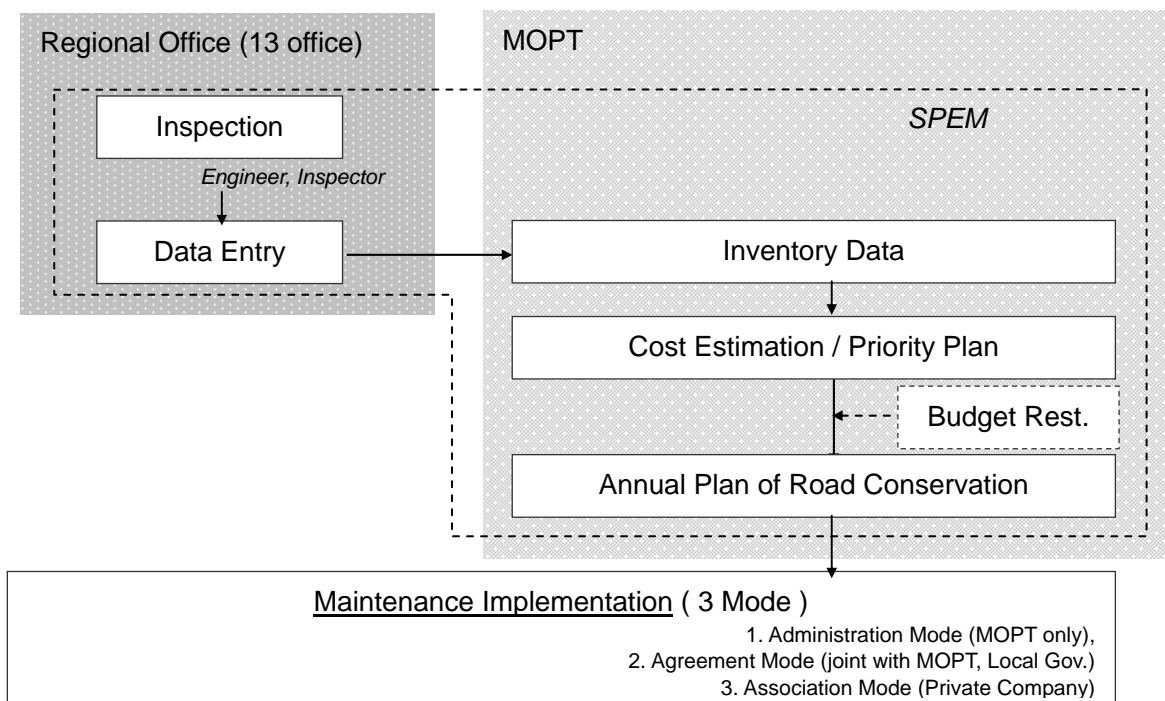 Regional Office (13 office)
MOPT
SPEM
Inspection
Engineer, Inspector
Data Entry
Inventory Data
Cost Estimation / Priority Plan
Budget Rest.
Annual Plan of Road Conservation
Maintenance Implementation ( 3 Mode )
1. Administration Mode (MOPT only),
2. Agreement Mode (joint with MOPT, Local Gov.)
3. Association Mode (Private Company)